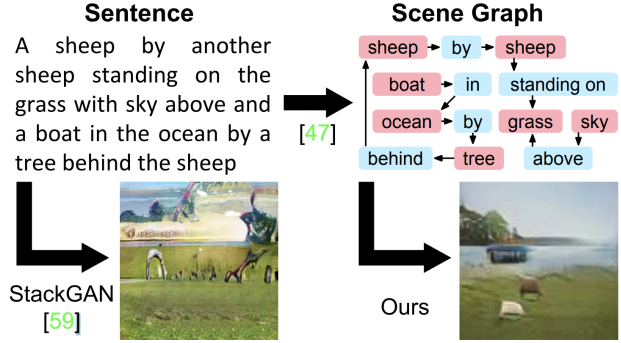 Sentence
Scene Graph
A sheep by another
sheep standing on the
grass with sky above and
a boat in the ocean by a
tree behind the sheep
[47]
sheep by sheep
boat in standing on
ocean by grass sky
behind tree above
StackGAN
[59]
Ours